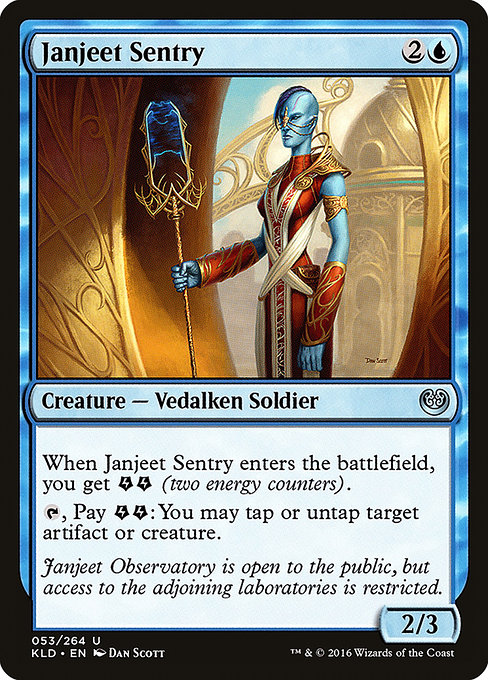 Janjeet Sentry 2
Dan Scott
Creature — Vedalken Soldier
When Janjeet Sentry enters the battlefield,
you get (two energy counters).
, Pay : You may tap or untap target
artifact or creature.
Janjeet Observatory is open to the public, but
access to the adjoining laboratories is restricted.
2/3
053/264 U
KLD • EN Dan Scott
™ & © 2016 Wizards of the Coast